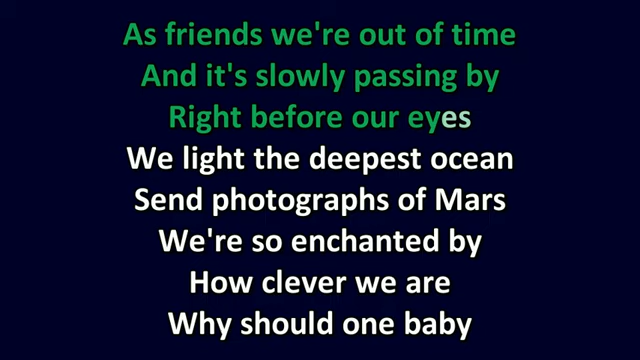 As friends we're out of time
And it's slowly passing by
Right before our eyes
We light the deepest ocean
Send photographs of Mars
We're so enchanted by
How clever we are
Why should one baby